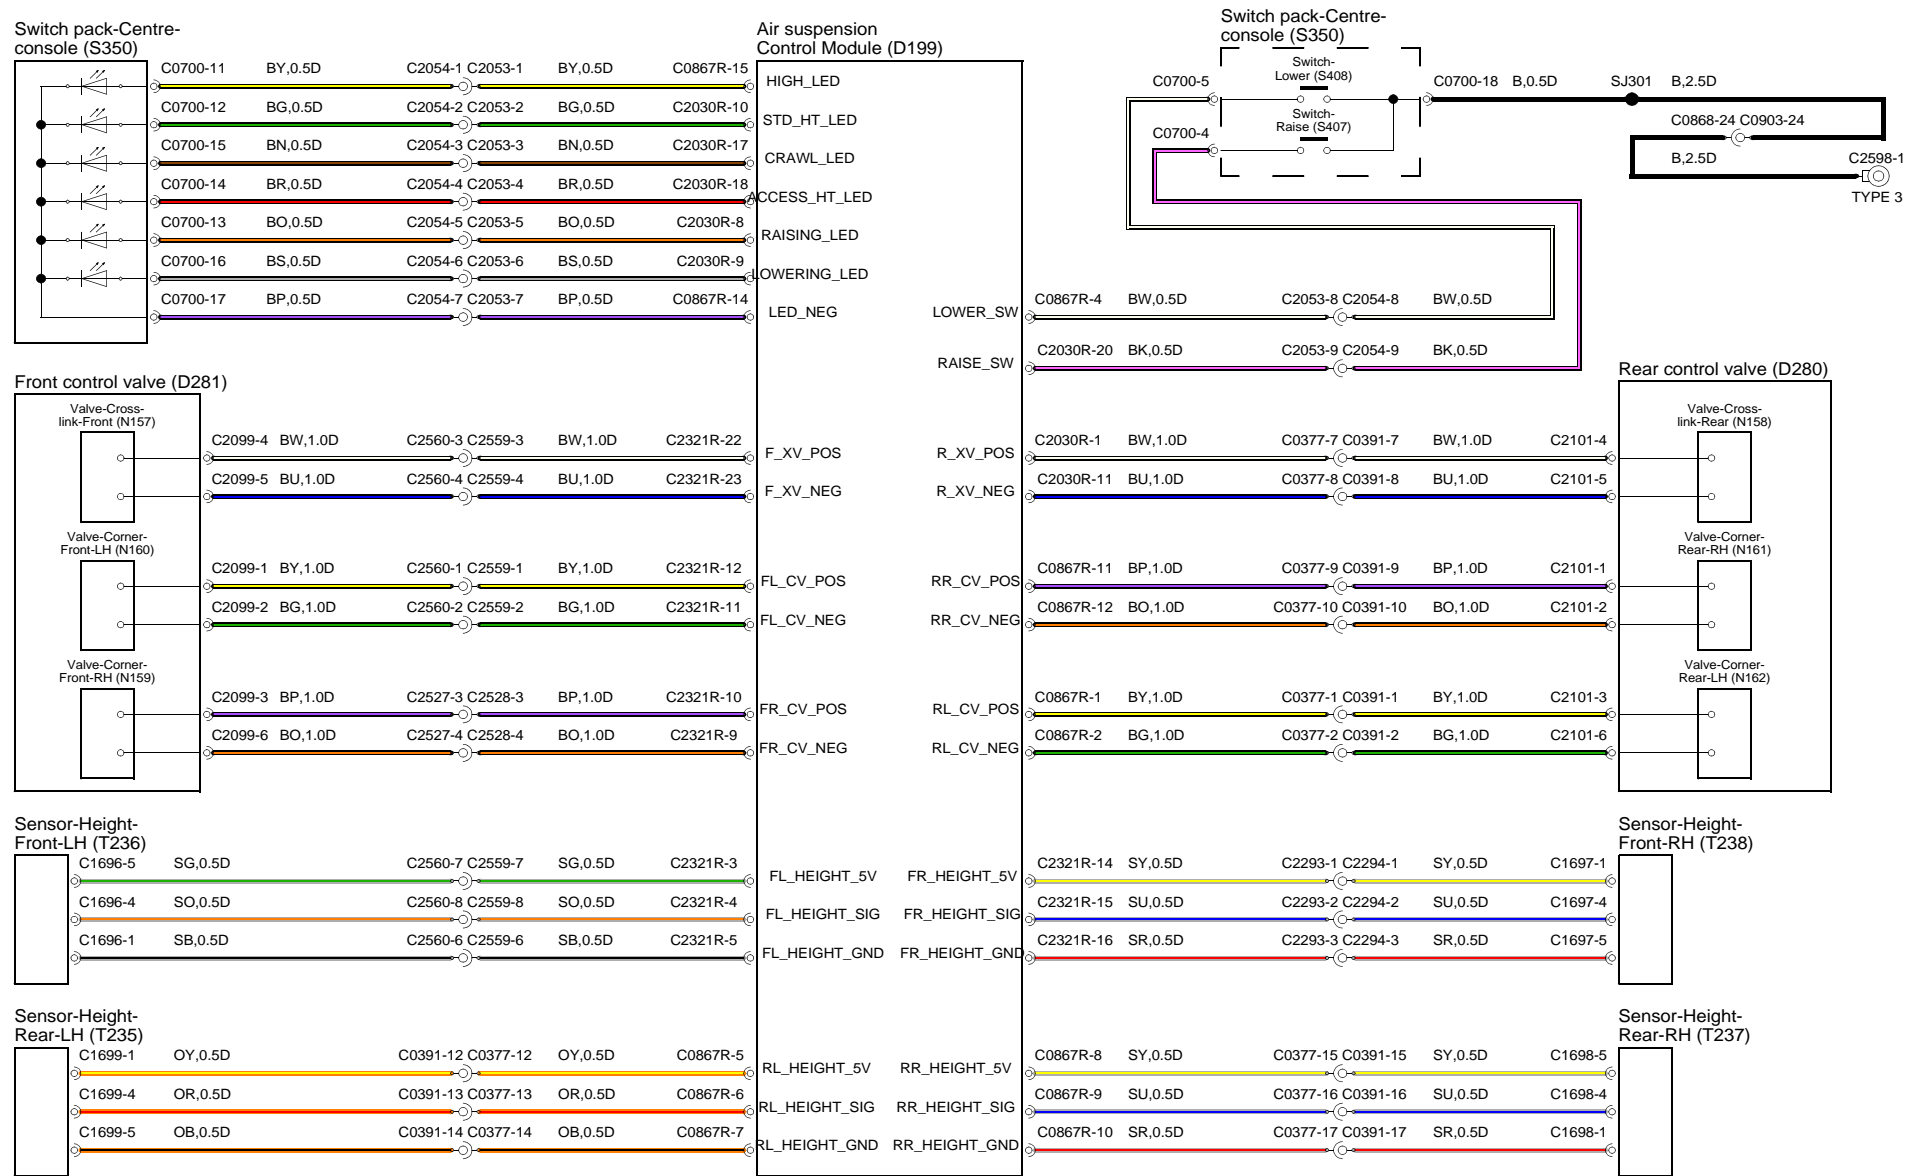 Switch pack-Centre-
console (S350)
Air suspension
Control Module (D199)
Switch pack-Centre-
console (S350)
C0700-11 BY,0.5D C2054-1 C2053-1 BY,0.5D C0867R-15
HIGH_LED
C0700-12 BG,0.5D C2054-2 C2053-2 BG,0.5D C2030R-10
STD_HT_LED
C0700-15 BN,0.5D C2054-3 C2053-3 BN,0.5D C2030R-17
CRAWL_LED
C0700-14 BR,0.5D C2054-4 C2053-4 BR,0.5D C2030R-18
ACCESS_HT_LED
C0700-13 BO,0.5D C2054-5 C2053-5 BO,0.5D C2030R-8
RAISING_LED
C0700-16 BS,0.5D C2054-6 C2053-6 BS,0.5D C2030R-9
LOWERING_LED
C0700-17 BP,0.5D C2054-7 C2053-7 BP,0.5D C0867R-14
LED_NEG
Switch-
Lower (S408)
C0700-5
C0700-18 B,0.5D SJ301 B,2.5D
Switch-
Raise (S407)
C0700-4
C0868-24 C0903-24
B,2.5D
C2598-1
TYPE 3
LOWER_SW
C0867R-4 BW,0.5D C2053-8 C2054-8 BW,0.5D
RAISE_SW
C2030R-20 BK,0.5D C2053-9 C2054-9 BK,0.5D
Front control valve (D281)
Rear control valve (D280)
Valve-Cross-
link-Front (N157)
C2099-4 BW,1.0D C2560-3 C2559-3 BW,1.0D C2321R-22
F_XV_POS
C2099-5 BU,1.0D C2560-4 C2559-4 BU,1.0D C2321R-23
F_XV_NEG
R_XV_POS
C2030R-1 BW,1.0D C0377-7 C0391-7 BW,1.0D C2101-4
R_XV_NEG
C2030R-11 BU,1.0D C0377-8 C0391-8 BU,1.0D C2101-5
Valve-Cross-
link-Rear (N158)
Valve-Corner-
Front-LH (N160)
C2099-1 BY,1.0D C2560-1 C2559-1 BY,1.0D C2321R-12
FL_CV_POS
C2099-2 BG,1.0D C2560-2 C2559-2 BG,1.0D C2321R-11
FL_CV_NEG
RR_CV_POS
C0867R-11 BP,1.0D C0377-9 C0391-9 BP,1.0D C2101-1
RR_CV_NEG
C0867R-12 BO,1.0D C0377-10 C0391-10 BO,1.0D C2101-2
Valve-Corner-
Rear-RH (N161)
Valve-Corner-
Front-RH (N159)
C2099-3 BP,1.0D C2527-3 C2528-3 BP,1.0D C2321R-10
FR_CV_POS
C2099-6 BO,1.0D C2527-4 C2528-4 BO,1.0D C2321R-9
FR_CV_NEG
RL_CV_POS
C0867R-1 BY,1.0D C0377-1 C0391-1 BY,1.0D C2101-3
RL_CV_NEG
C0867R-2 BG,1.0D C0377-2 C0391-2 BG,1.0D C2101-6
Valve-Corner-
Rear-LH (N162)
Sensor-Height-
Front-LH (T236)
C1696-5 SG,0.5D C2560-7 C2559-7 SG,0.5D C2321R-3
FL_HEIGHT_5V
C1696-4 SO,0.5D C2560-8 C2559-8 SO,0.5D C2321R-4
FL_HEIGHT_SIG
C1696-1 SB,0.5D C2560-6 C2559-6 SB,0.5D C2321R-5
FL_HEIGHT_GND
Sensor-Height-
Front-RH (T238)
FR_HEIGHT_5V
C2321R-14 SY,0.5D C2293-1 C2294-1 SY,0.5D C1697-1
FR_HEIGHT_SIG
C2321R-15 SU,0.5D C2293-2 C2294-2 SU,0.5D C1697-4
FR_HEIGHT_GND
C2321R-16 SR,0.5D C2293-3 C2294-3 SR,0.5D C1697-5
Sensor-Height-
Rear-LH (T235)
C1699-1 OY,0.5D C0391-12 C0377-12 OY,0.5D C0867R-5
RL_HEIGHT_5V
C1699-4 OR,0.5D C0391-13 C0377-13 OR,0.5D C0867R-6
RL_HEIGHT_SIG
C1699-5 OB,0.5D C0391-14 C0377-14 OB,0.5D C0867R-7
RL_HEIGHT_GND
Sensor-Height-
Rear-RH (T237)
RR_HEIGHT_5V
C0867R-8 SY,0.5D C0377-15 C0391-15 SY,0.5D C1698-5
RR_HEIGHT_SIG
C0867R-9 SU,0.5D C0377-16 C0391-16 SU,0.5D C1698-4
RR_HEIGHT_GND
C0867R-10 SR,0.5D C0377-17 C0391-17 SR,0.5D C1698-1